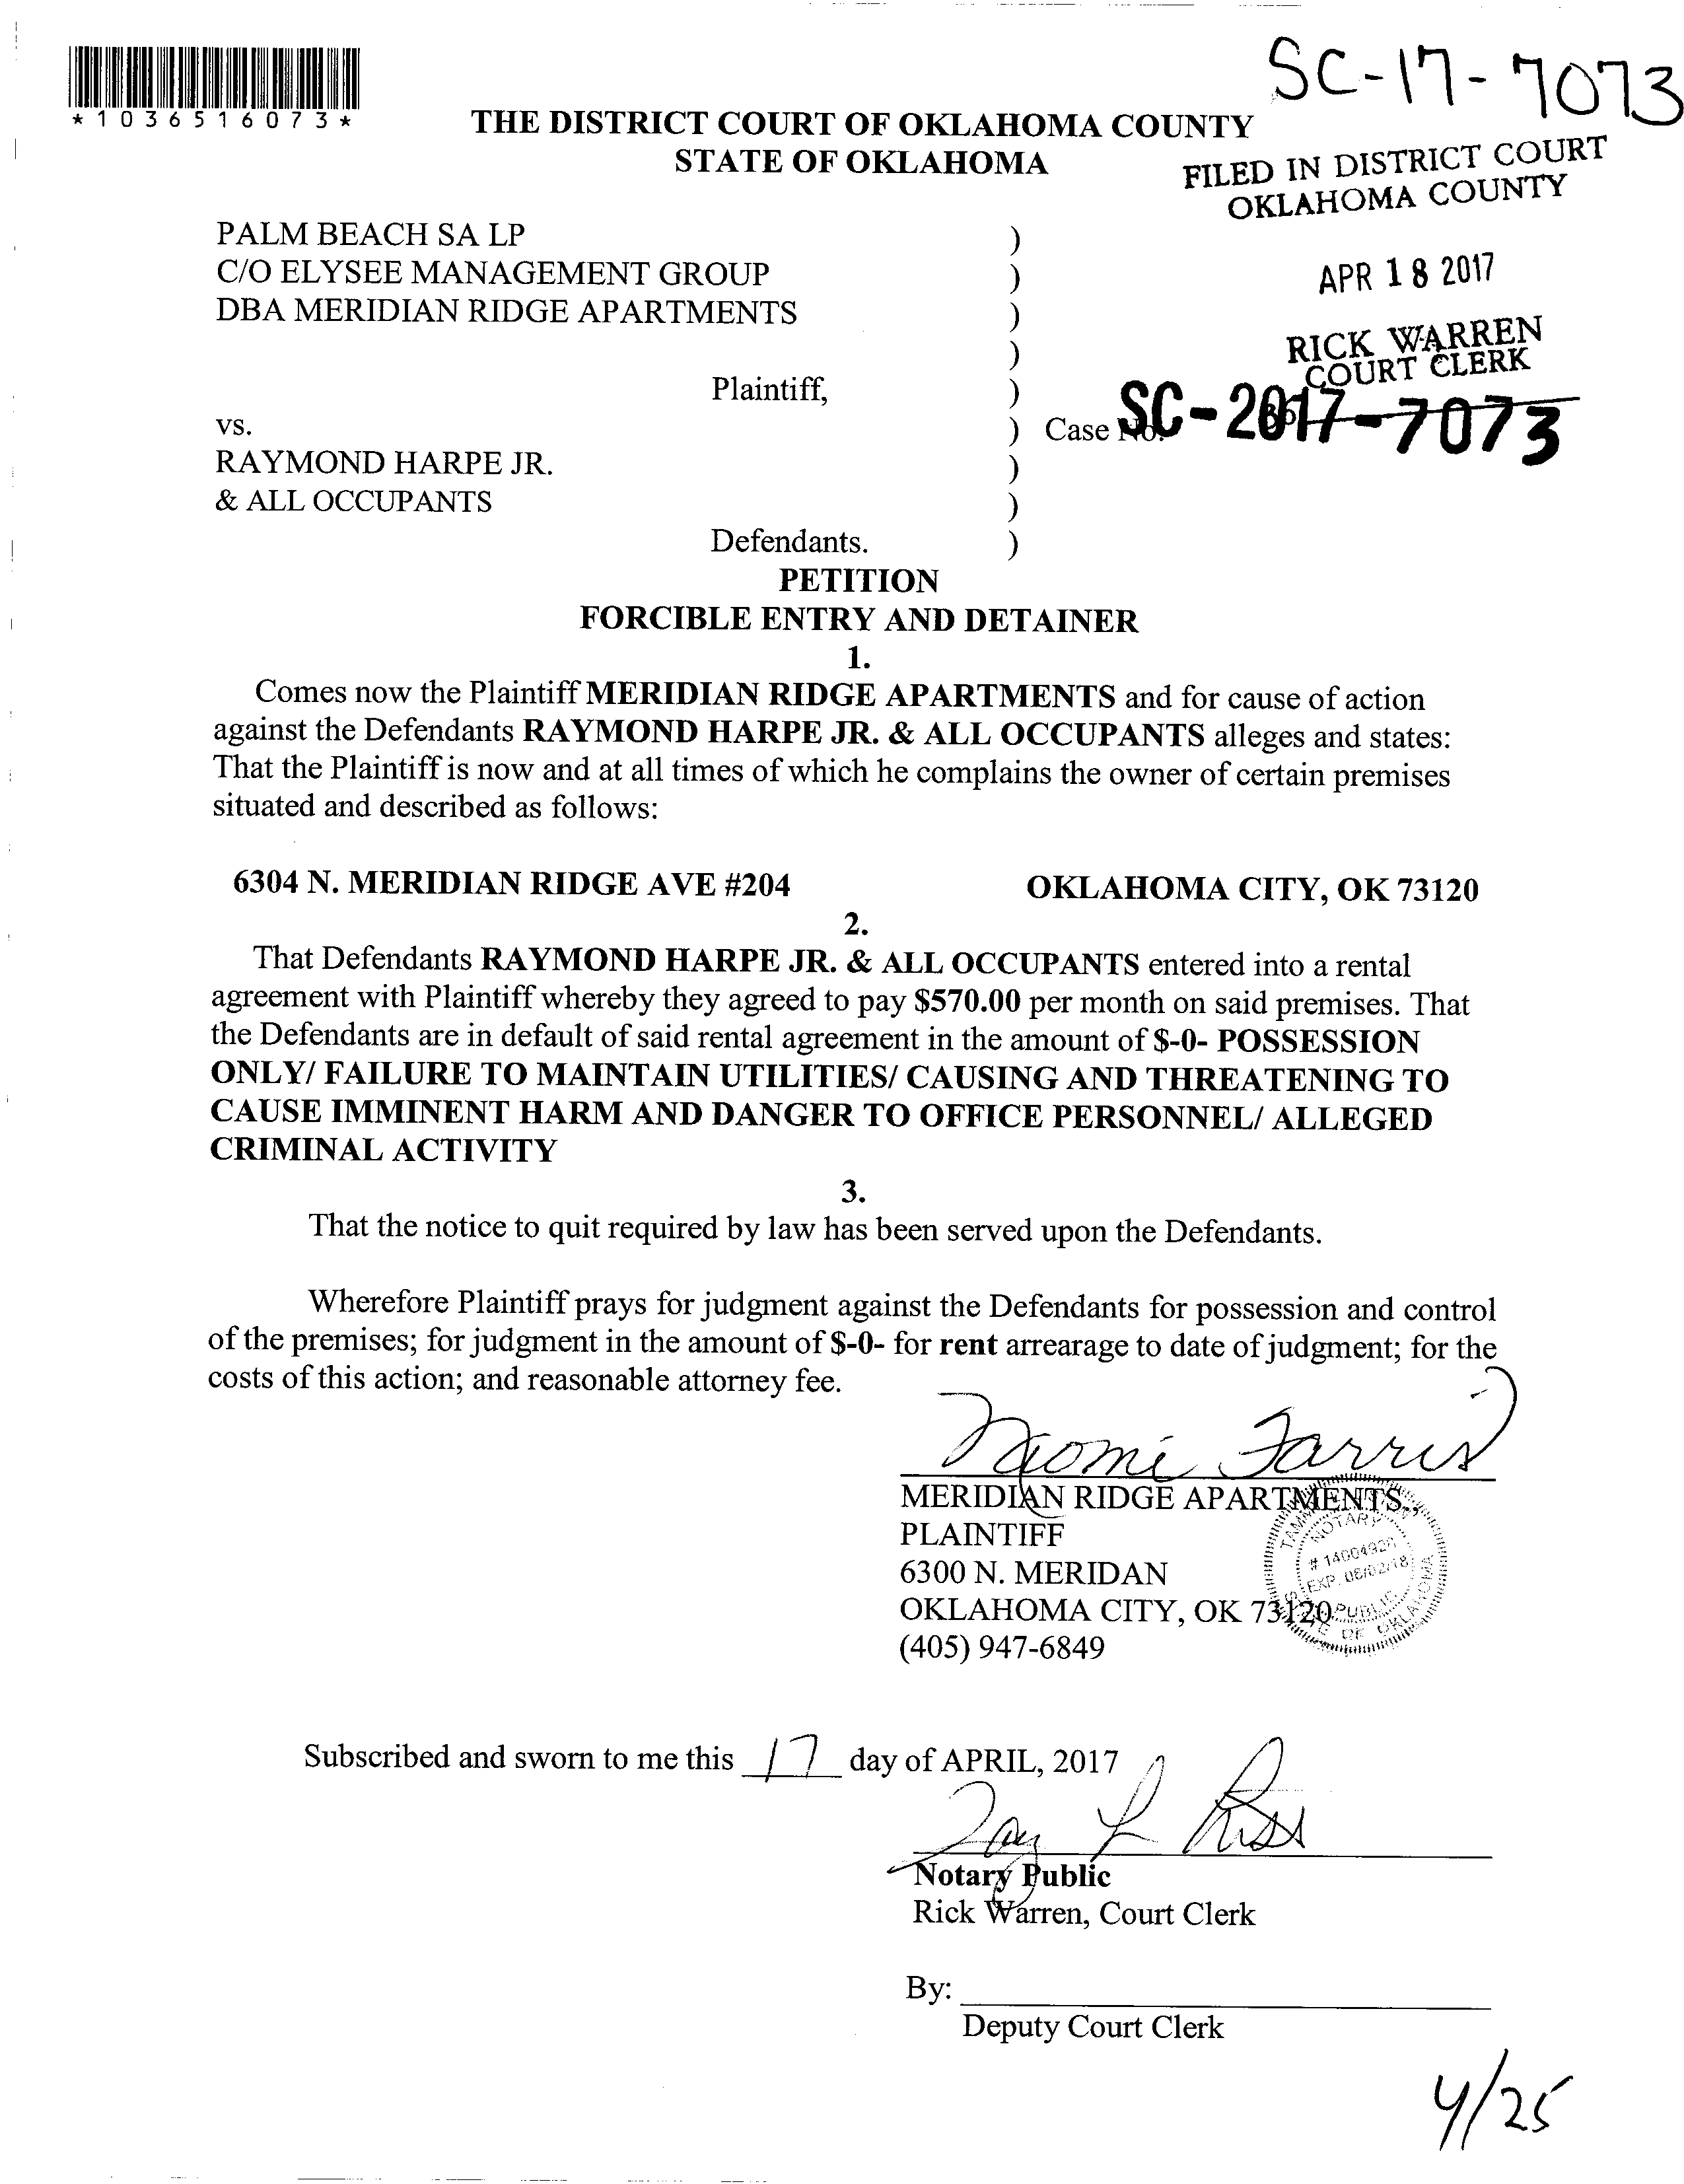 SC-17-7073
*1036516073*
THE DISTRICT COURT OF OKLAHOMA COUNTY
STATE OF OKLAHOMA
FILED IN DISTRICT COURT
OKLAHOMA COUNTY
APR 18 2017
RICK WARREN
COURT CLERK
PALM BEACH SA LP )
C/O ELYSEE MANAGEMENT GROUP )
DBA MERIDIAN RIDGE APARTMENTS )
)
Plaintiff, )
vs. ) Case No. SC-2017-7073
RAYMOND HARPE JR. )
& ALL OCCUPANTS )
Defendants. )
PETITION
FORCIBLE ENTRY AND DETAINER
1.
Comes now the Plaintiff MERIDIAN RIDGE APARTMENTS and for cause of action
against the Defendants RAYMOND HARPE JR. & ALL OCCUPANTS alleges and states:
That the Plaintiff is now and at all times of which he complains the owner of certain premises
situated and described as follows:
6304 N. MERIDIAN RIDGE AVE #204 OKLAHOMA CITY, OK 73120
2.
That Defendants RAYMOND HARPE JR. & ALL OCCUPANTS entered into a rental
agreement with Plaintiff whereby they agreed to pay $570.00 per month on said premises. That
the Defendants are in default of said rental agreement in the amount of $-0- POSSESSION
ONLY/ FAILURE TO MAINTAIN UTILITIES/ CAUSING AND THREATENING TO
CAUSE IMMINENT HARM AND DANGER TO OFFICE PERSONNEL/ ALLEGED
CRIMINAL ACTIVITY
3.
That the notice to quit required by law has been served upon the Defendants.
Wherefore Plaintiff prays for judgment against the Defendants for possession and control
of the premises; for judgment in the amount of $-0- for rent arrearage to date of judgment; for the
costs of this action; and reasonable attorney fee.
Naomi Farris
MERIDIAN RIDGE APARTMENTS.,
PLAINTIFF
6300 N. MERIDAN
OKLAHOMA CITY, OK 73120
(405) 947-6849
NOTARY
EXP. 06/02/18
PUBLIC
STATE OF OKLAHOMA
Subscribed and sworn to me this 17 day of APRIL, 2017
Notary Public
Rick Warren, Court Clerk
By:
Deputy Court Clerk
4/25